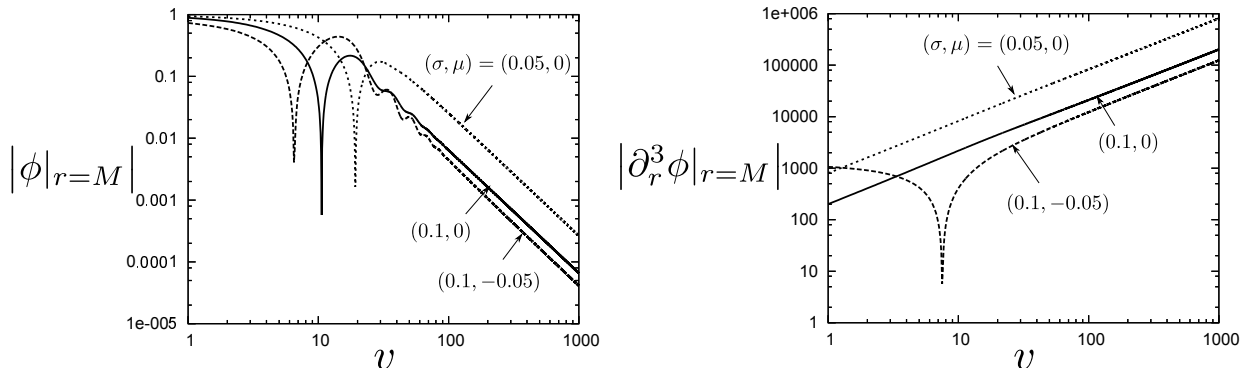 1
0.1
0.01
0.001
0.0001
1e-005
|ϕ|_{r=M}|
(σ, μ) = (0.05, 0)
(0.1, 0)
(0.1, −0.05)
1 10 100 1000
v
1e+006
100000
10000
1000
100
10
1
|∂_r^3 ϕ|_{r=M}|
(σ, μ) = (0.05, 0)
(0.1, 0)
(0.1, −0.05)
1 10 100 1000
v